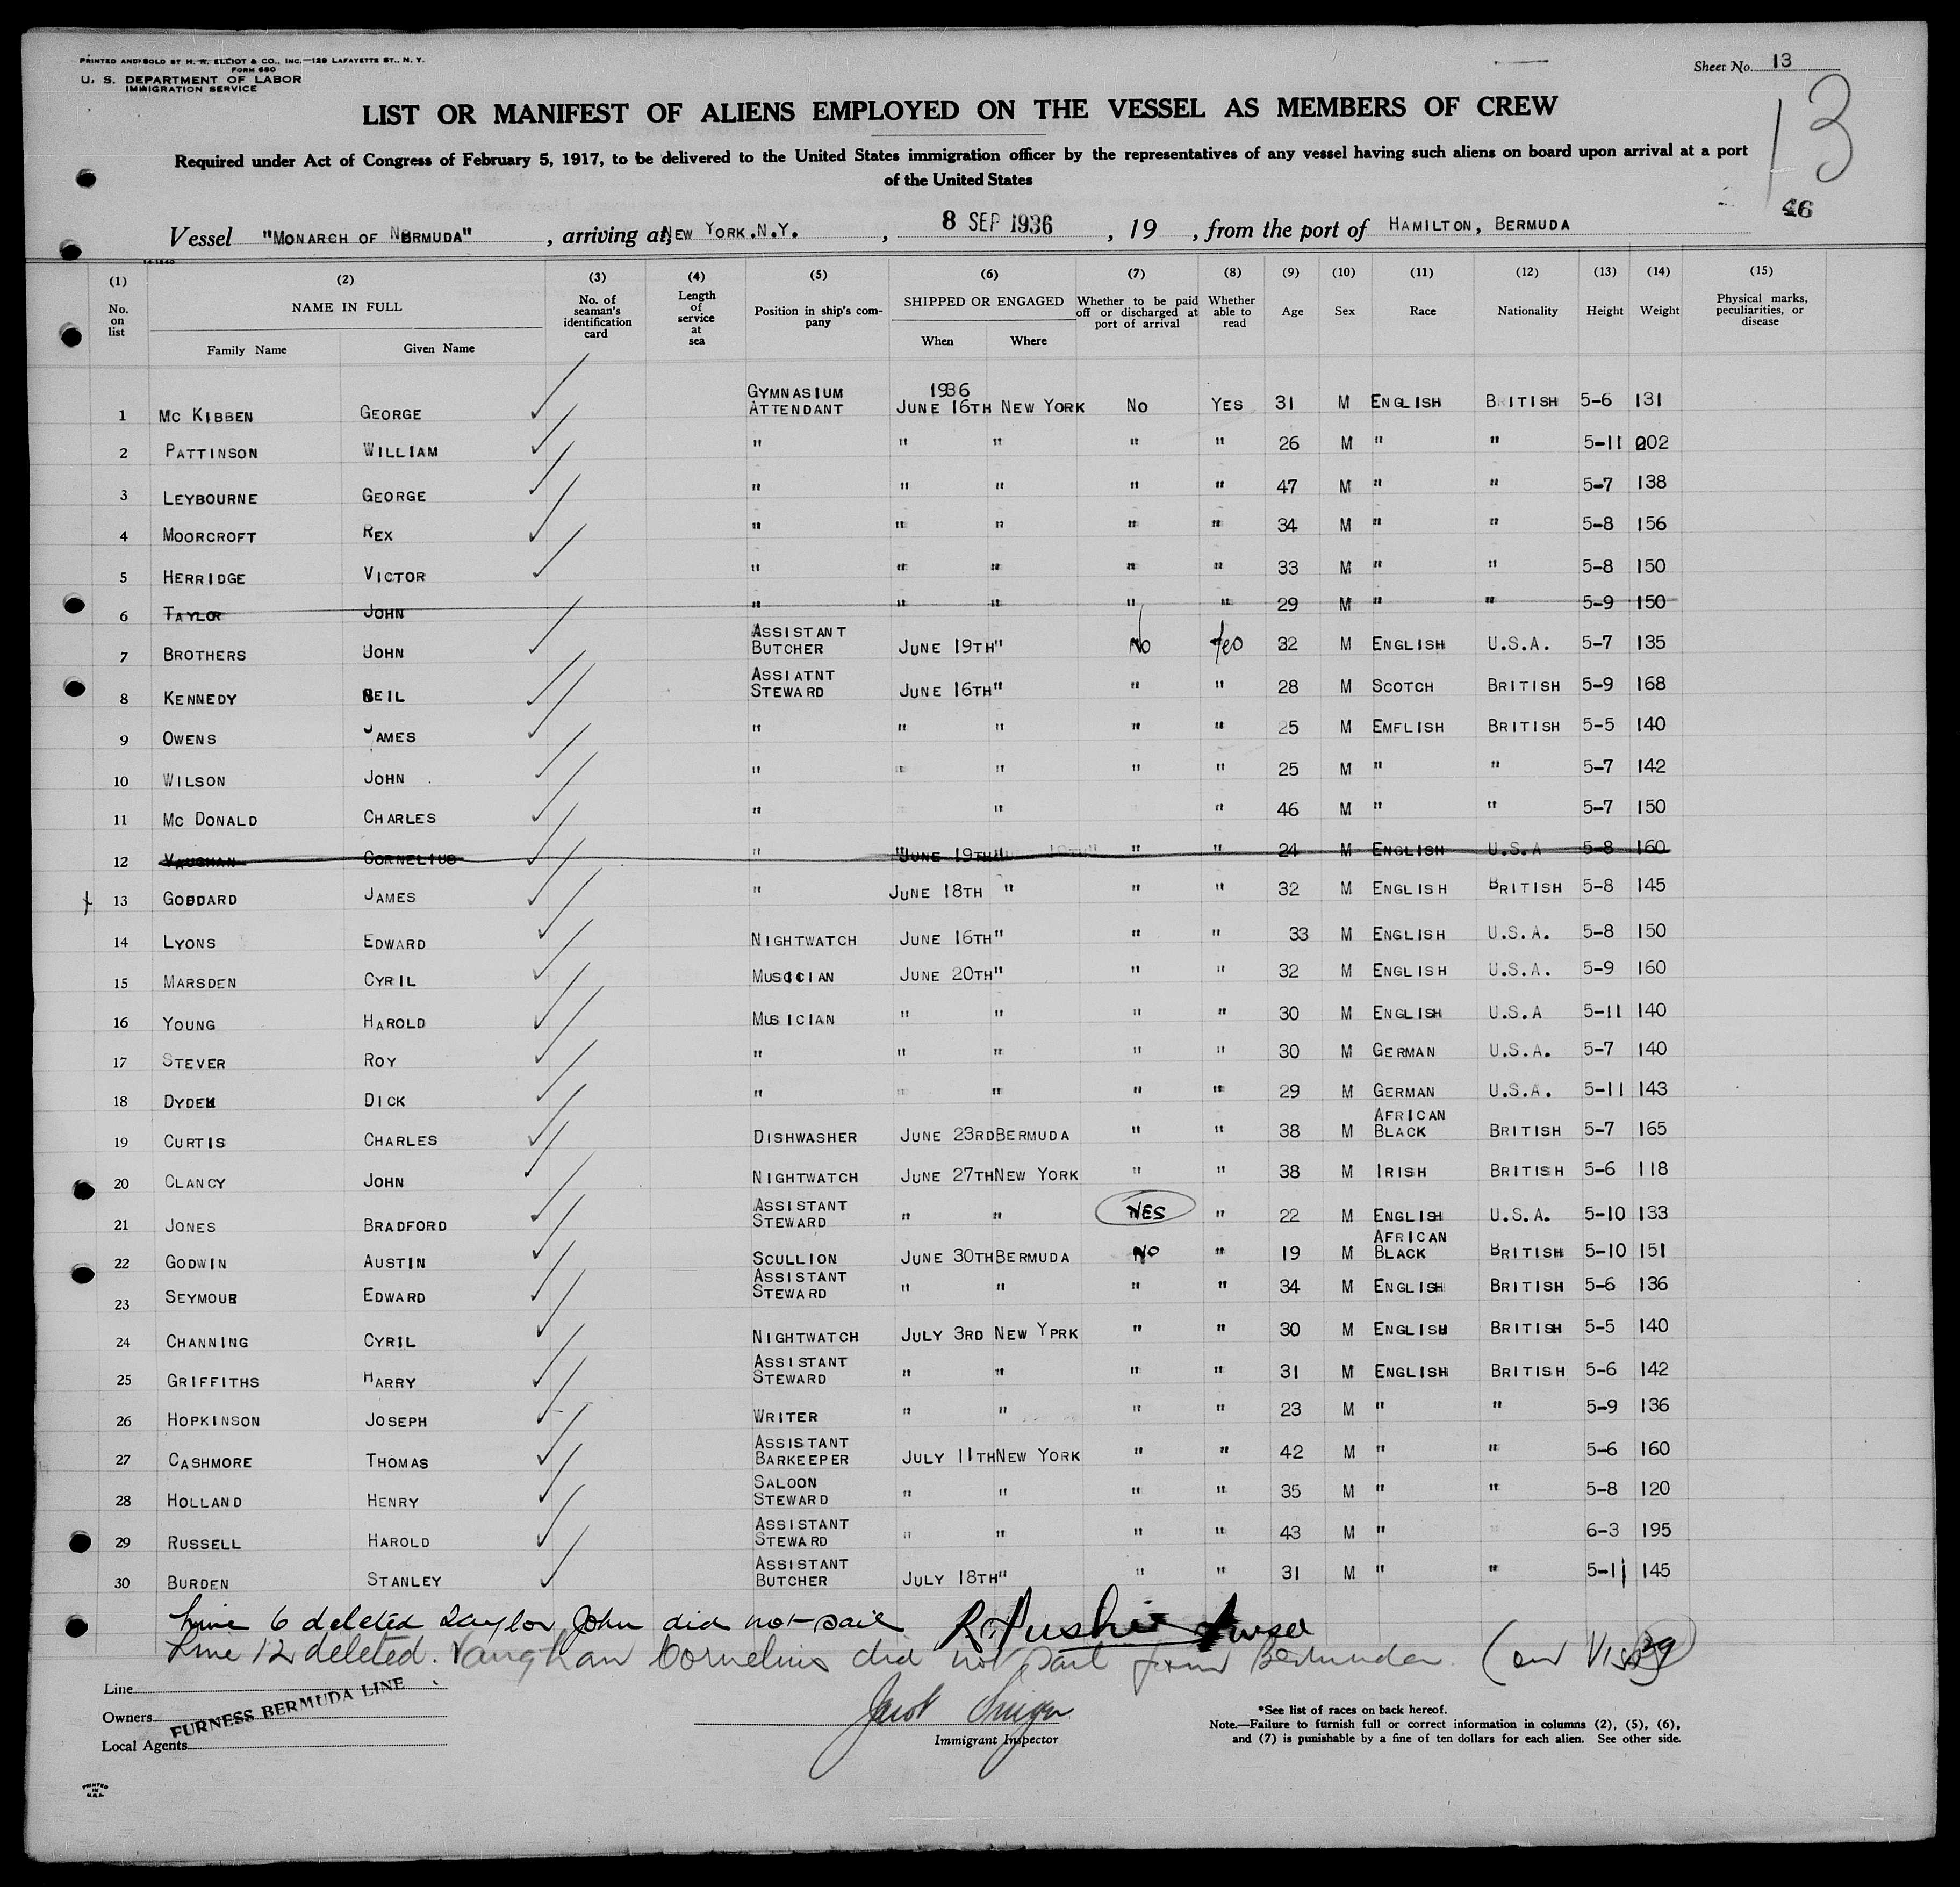 PRINTED AND SOLD BY H. R. ELLIOT & CO., INC.—129 LAFAYETTE ST., N. Y.
FORM 680
U. S. DEPARTMENT OF LABOR
IMMIGRATION SERVICE
Sheet No. 13
13
LIST OR MANIFEST OF ALIENS EMPLOYED ON THE VESSEL AS MEMBERS OF CREW
Required under Act of Congress of February 5, 1917, to be delivered to the United States immigration officer by the representatives of any vessel having such aliens on board upon arrival at a port
of the United States
46
Vessel "MONARCH OF BERMUDA", arriving at NEW YORK.N.Y., 8 SEP 1936, 19 , from the port of HAMILTON, BERMUDA
14-1240
(1) (2) (3) (4) (5) (6) (7) (8) (9) (10) (11) (12) (13) (14) (15)
No. on list NAME IN FULL Family Name Given Name No. of seaman's identification card Length of service at sea Position in ship's company SHIPPED OR ENGAGED When Where Whether to be paid off or discharged at port of arrival Whether able to read Age Sex Race Nationality Height Weight Physical marks, peculiarities, or disease
1 MC KIBBEN GEORGE GYMNASIUM ATTENDANT 1936 JUNE 16TH NEW YORK NO YES 31 M ENGLISH BRITISH 5-6 131
2 PATTINSON WILLIAM " " " " " 26 M " " 5-11 202
3 LEYBOURNE GEORGE " " " " " 47 M " " 5-7 138
4 MOORCROFT REX " " " " " 34 M " " 5-8 156
5 HERRIDGE VICTOR " " " " " 33 M " " 5-8 150
6 TAYLOR JOHN " " " " " 29 M " " 5-9 150
7 BROTHERS JOHN ASSISTANT BUTCHER JUNE 19TH " No Yes 32 M ENGLISH U.S.A. 5-7 135
8 KENNEDY NEIL ASSIATNT STEWARD JUNE 16TH " " " 28 M SCOTCH BRITISH 5-9 168
9 OWENS JAMES " " " " " 25 M EMFLISH BRITISH 5-5 140
10 WILSON JOHN " " " " " 25 M " " 5-7 142
11 MC DONALD CHARLES " " " 46 M " " 5-7 150
12 VAUGHAN CORNELIUS " "JUNE 19TH " " " 24 M ENGLISH U.S.A 5-8 160
13 GODDARD JAMES " JUNE 18TH " " " 32 M ENGLISH BRITISH 5-8 145
14 LYONS EDWARD NIGHTWATCH JUNE 16TH " " " 33 M ENGLISH U.S.A. 5-8 150
15 MARSDEN CYRIL MUSICIAN JUNE 20TH " " " 32 M ENGLISH U.S.A. 5-9 160
16 YOUNG HAROLD MUSICIAN " " " " 30 M ENGLISH U.S.A 5-11 140
17 STEVER ROY " " " " " 30 M GERMAN U.S.A. 5-7 140
18 DYDEK DICK " " " " " 29 M GERMAN U.S.A. 5-11 143
19 CURTIS CHARLES DISHWASHER JUNE 23RD BERMUDA " " 38 M AFRICAN BLACK BRITISH 5-7 165
20 CLANCY JOHN NIGHTWATCH JUNE 27TH NEW YORK " " 38 M IRISH BRITISH 5-6 118
21 JONES BRADFORD ASSISTANT STEWARD " " YES " 22 M ENGLISH U.S.A. 5-10 133
22 GODWIN AUSTIN SCULLION JUNE 30TH BERMUDA NO " 19 M AFRICAN BLACK BRITISH 5-10 151
23 SEYMOUR EDWARD ASSISTANT STEWARD " " " " 34 M ENGLISH BRITISH 5-6 136
24 CHANNING CYRIL NIGHTWATCH JULY 3RD NEW YPRK " " 30 M ENGLISH BRITISH 5-5 140
25 GRIFFITHS HARRY ASSISTANT STEWARD " " " " 31 M ENGLISH BRITISH 5-6 142
26 HOPKINSON JOSEPH WRITER " " " " 23 M " " 5-9 136
27 CASHMORE THOMAS ASSISTANT BARKEEPER JULY 11TH NEW YORK " " 42 M " " 5-6 160
28 HOLLAND HENRY SALOON STEWARD " " " " 35 M " " 5-8 120
29 RUSSELL HAROLD ASSISTANT STEWARD " " " " 43 M " 6-3 195
30 BURDEN STANLEY ASSISTANT BUTCHER JULY 18TH " " " 31 M " " 5-11 145
Line 6 deleted Taylor John did not sail
Line 12 deleted. Vaughan Cornelius did not sail from Bermuda.
29
Line
Owners FURNESS BERMUDA LINE
Local Agents
Immigrant Inspector
*See list of races on back hereof.
Note.—Failure to furnish full or correct information in columns (2), (5), (6),
and (7) is punishable by a fine of ten dollars for each alien. See other side.
PRINTED
IN
U.S.A.